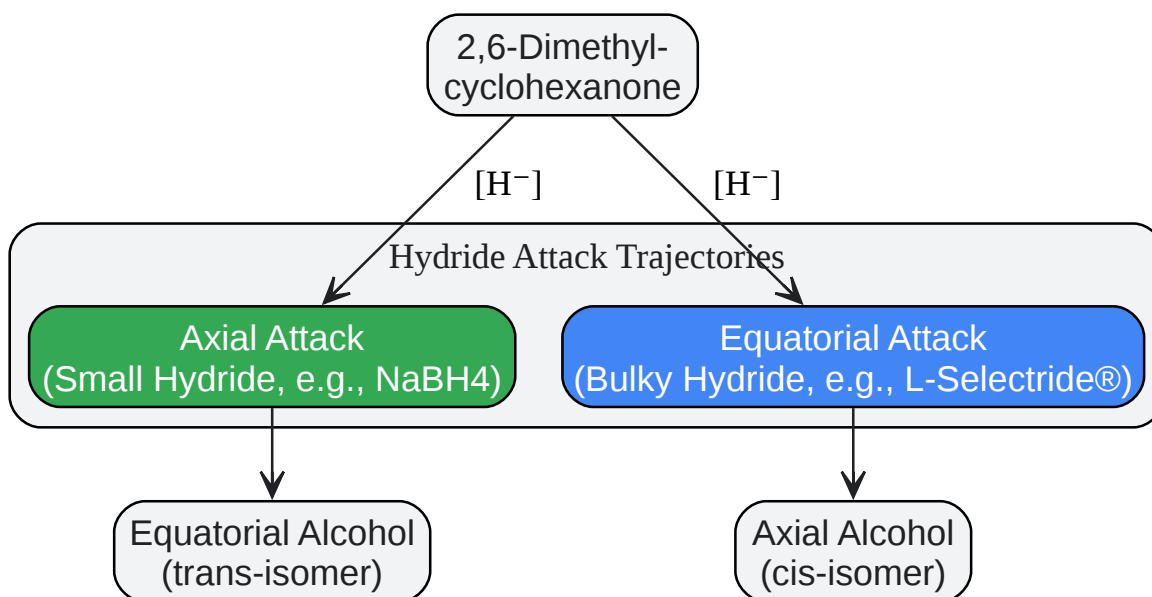 2,6-Dimethyl-
cyclohexanone
[H⁻]
[H⁻]
Hydride Attack Trajectories
Axial Attack
(Small Hydride, e.g., NaBH4)
Equatorial Attack
(Bulky Hydride, e.g., L-Selectride®)
Equatorial Alcohol
(trans-isomer)
Axial Alcohol
(cis-isomer)